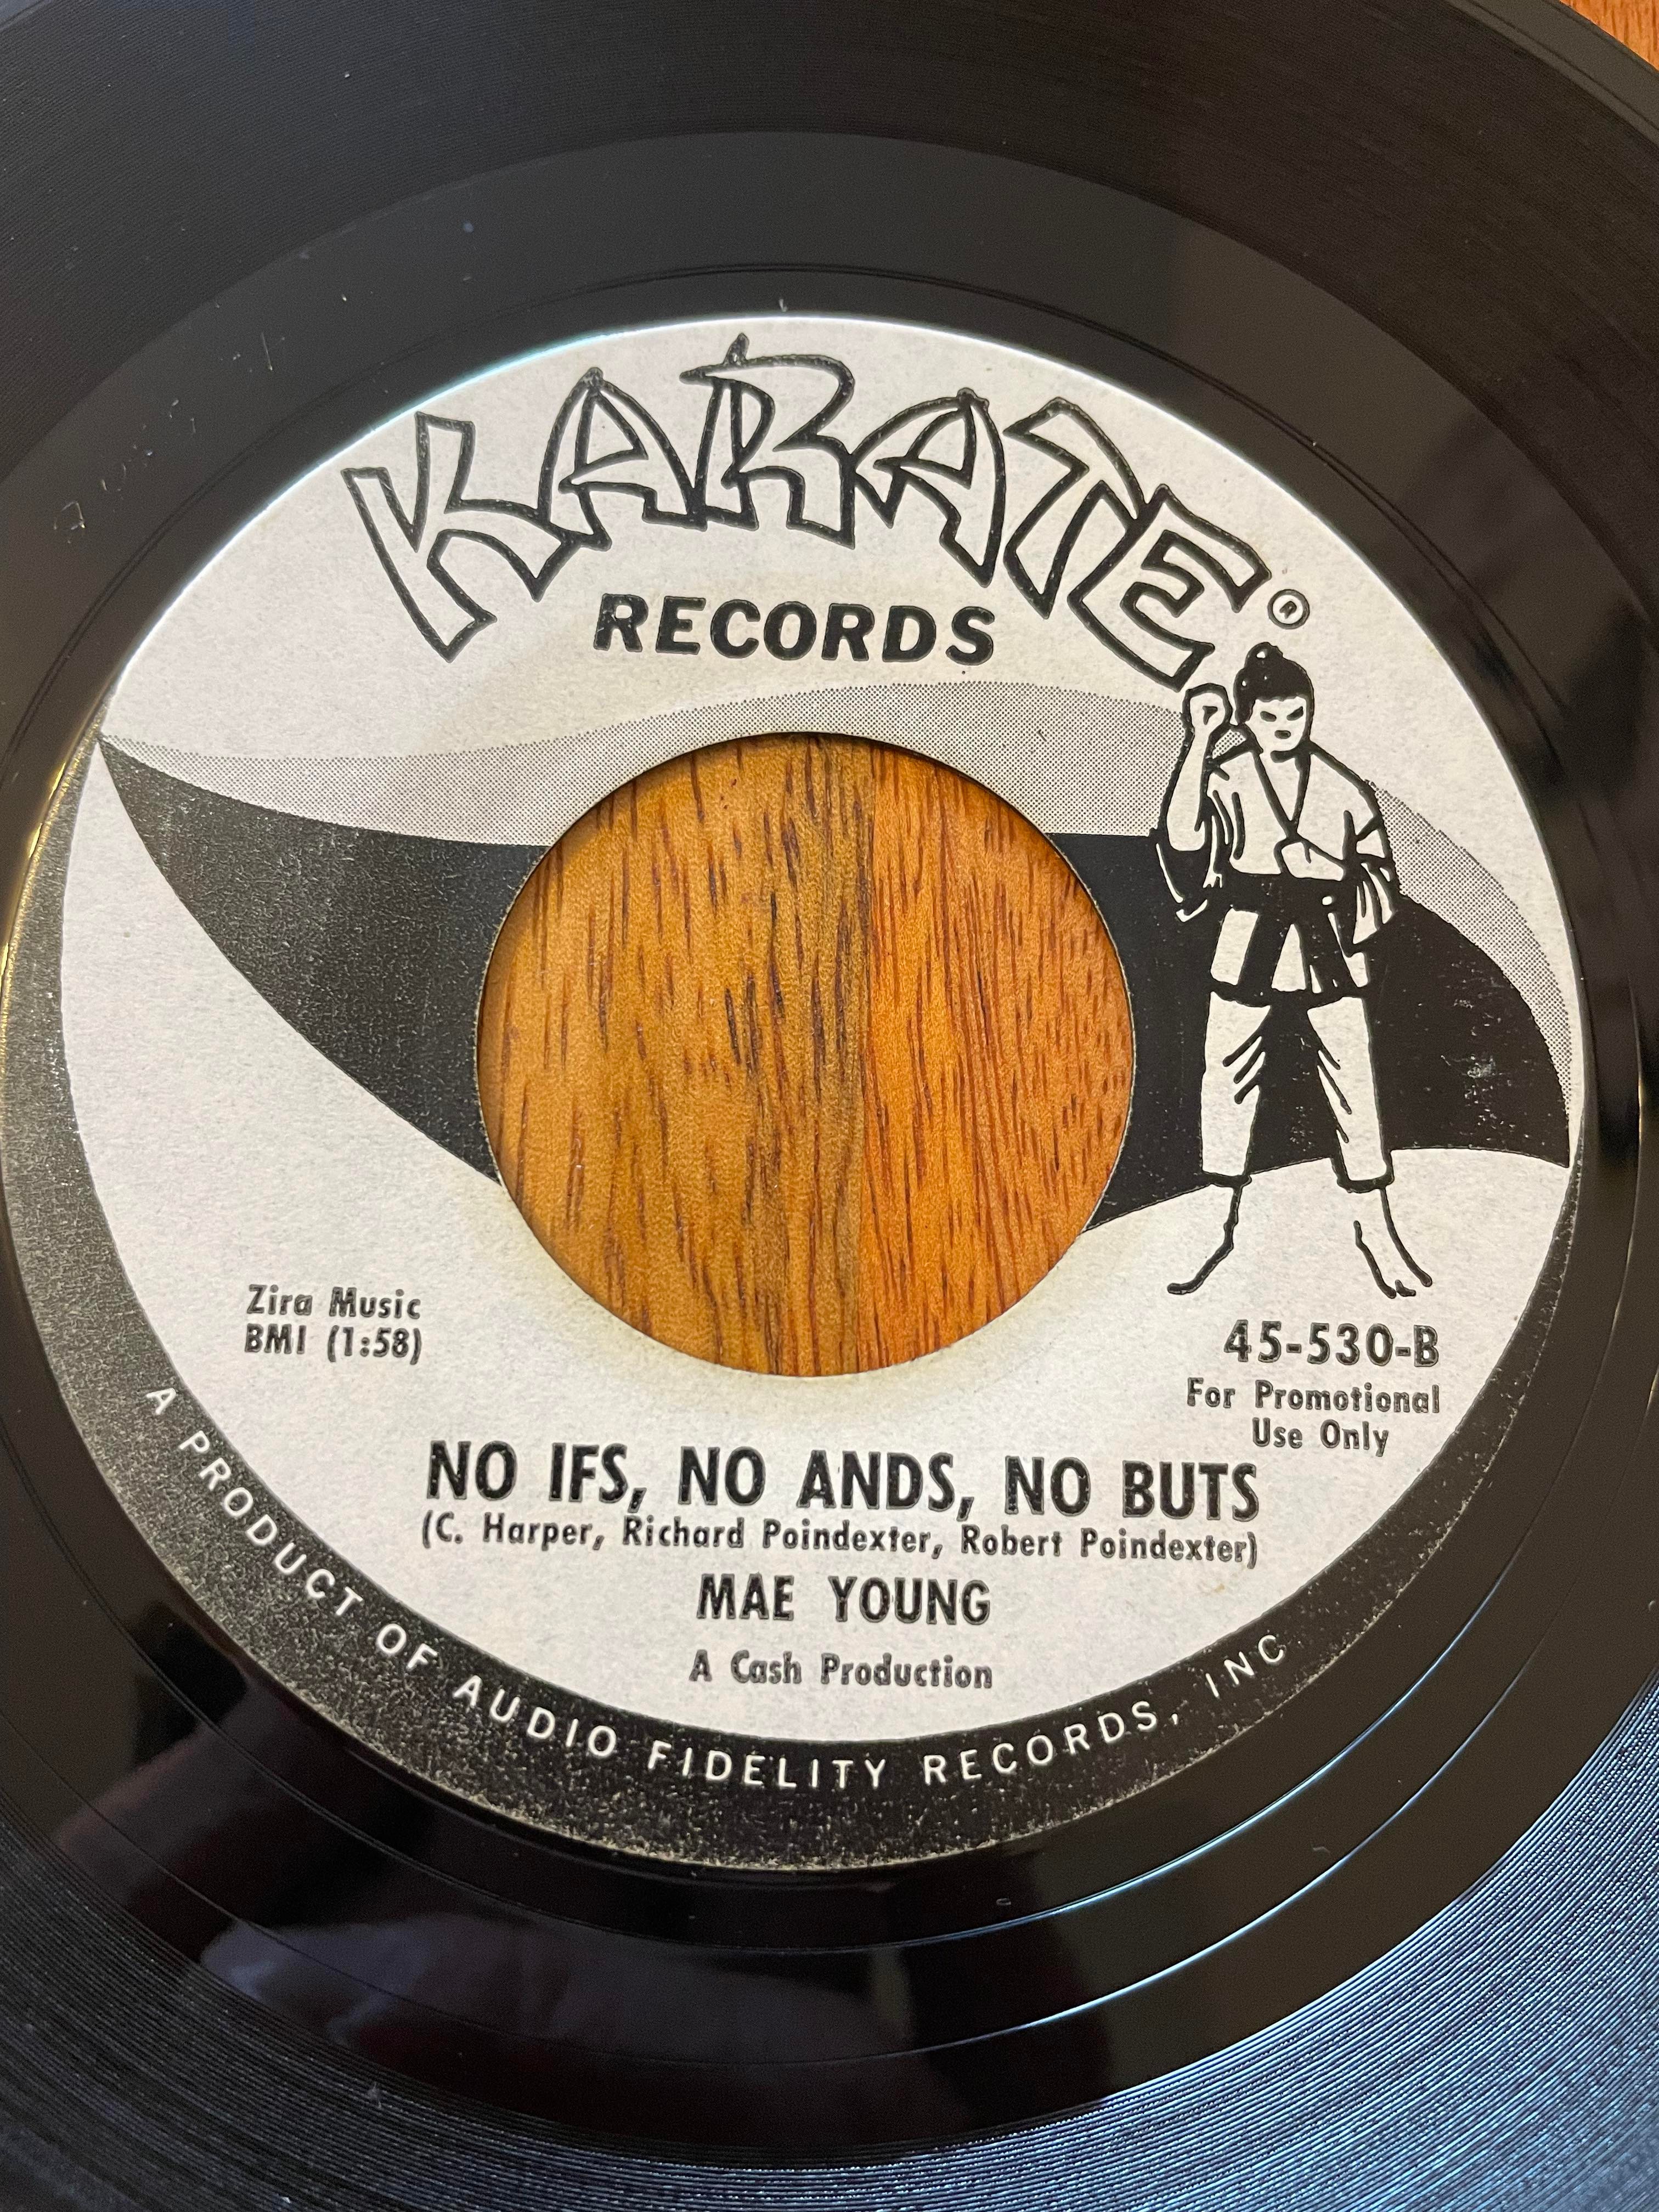 KARATE®
RECORDS
Zira Music
BMI (1:58)
45-530-B
For Promotional
Use Only
NO IFS, NO ANDS, NO BUTS
(C. Harper, Richard Poindexter, Robert Poindexter)
MAE YOUNG
A Cash Production
A PRODUCT OF AUDIO FIDELITY RECORDS, INC